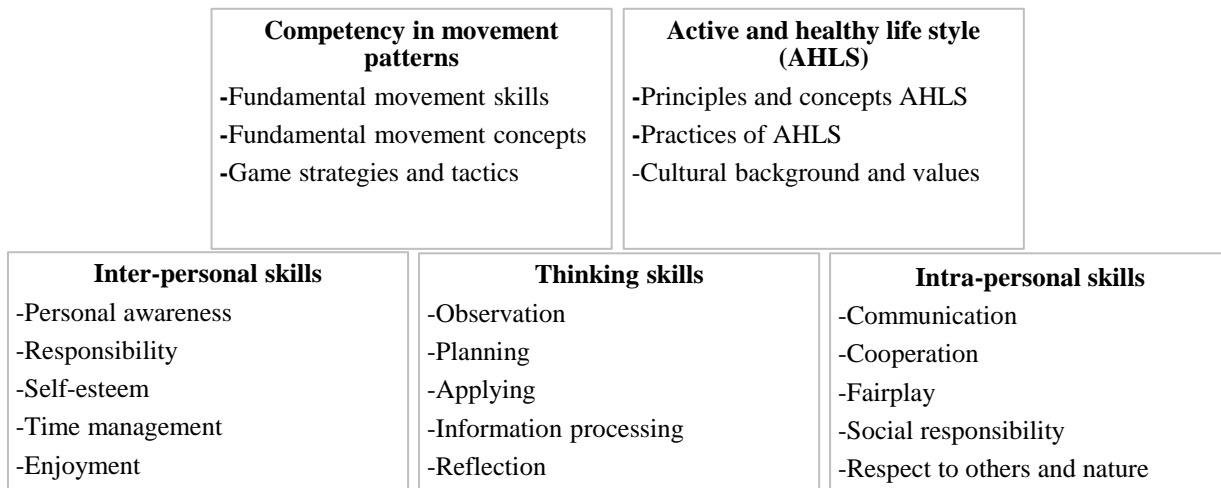 Competency in movement
patterns
-Fundamental movement skills
-Fundamental movement concepts
-Game strategies and tactics
Active and healthy life style
(AHLS)
-Principles and concepts AHLS
-Practices of AHLS
-Cultural background and values
Inter-personal skills
-Personal awareness
-Responsibility
-Self-esteem
-Time management
-Enjoyment
Thinking skills
-Observation
-Planning
-Applying
-Information processing
-Reflection
Intra-personal skills
-Communication
-Cooperation
-Fairplay
-Social responsibility
-Respect to others and nature